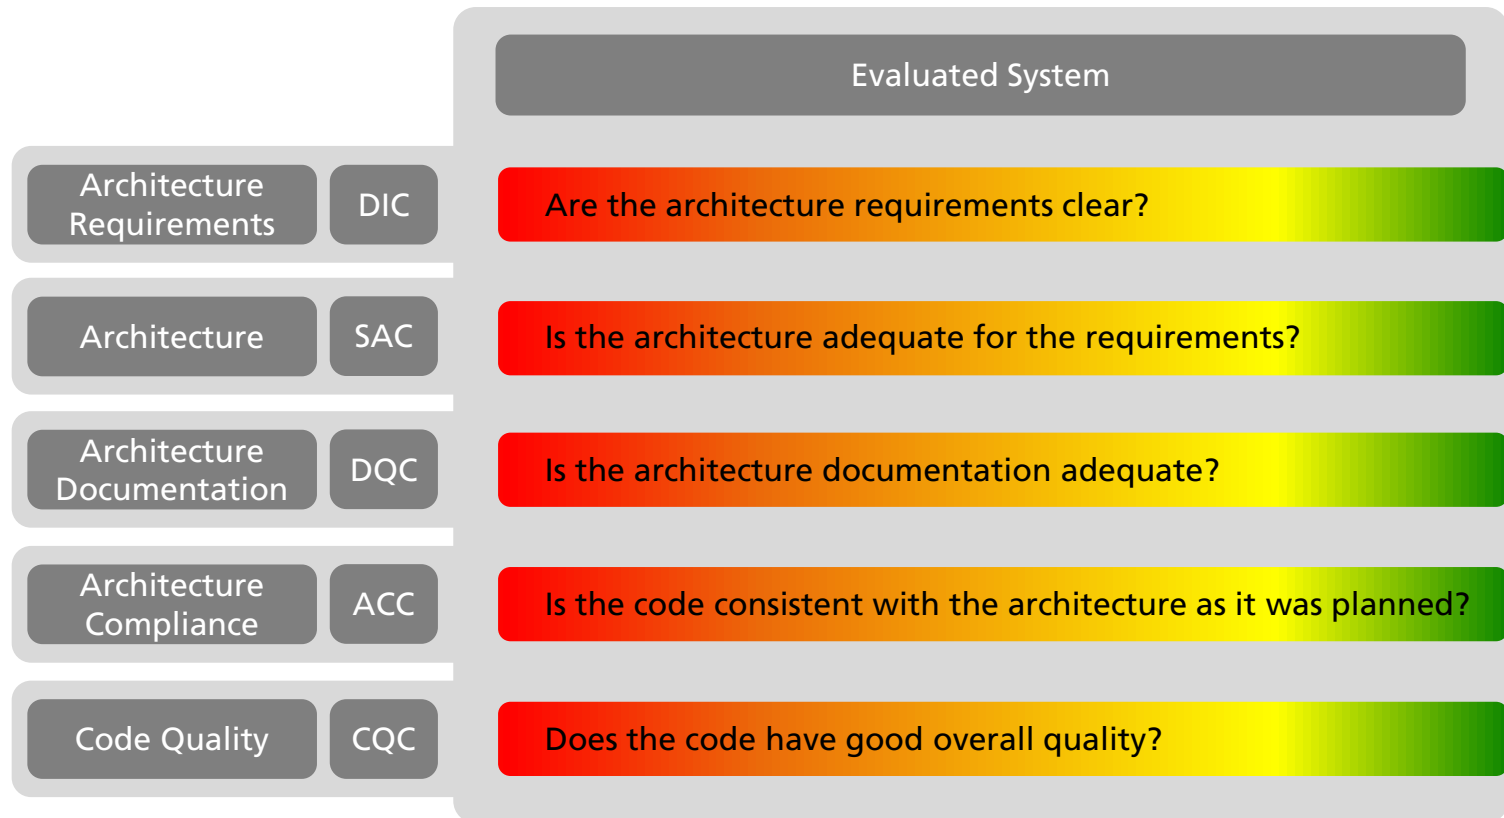 Evaluated System
Architecture
Requirements
DIC
Are the architecture requirements clear?
Architecture
SAC
Is the architecture adequate for the requirements?
Architecture
Documentation
DQC
Is the architecture documentation adequate?
Architecture
Compliance
ACC
Is the code consistent with the architecture as it was planned?
Code Quality
CQC
Does the code have good overall quality?